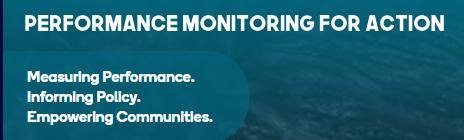 PERFORMANCE MONITORING FOR ACTION
Measuring Performance.
Informing Policy.
Empowering Communities.